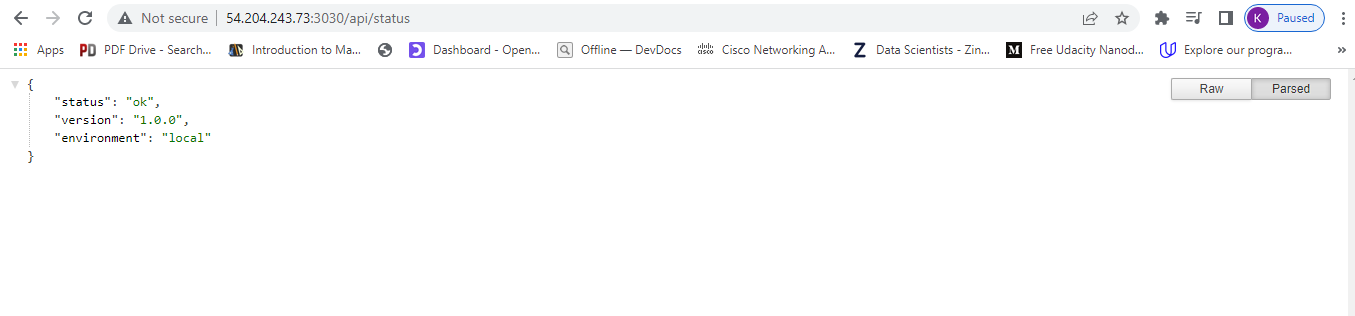 Not secure 54.204.243.73:3030/api/status K Paused
Apps PD PDF Drive - Search... Introduction to Ma... Dashboard - Open... Offline — DevDocs cisco Cisco Networking A... Z Data Scientists - Zin... M Free Udacity Nanod... Explore our progra... »
{
"status": "ok",
"version": "1.0.0",
"environment": "local"
}
Raw Parsed